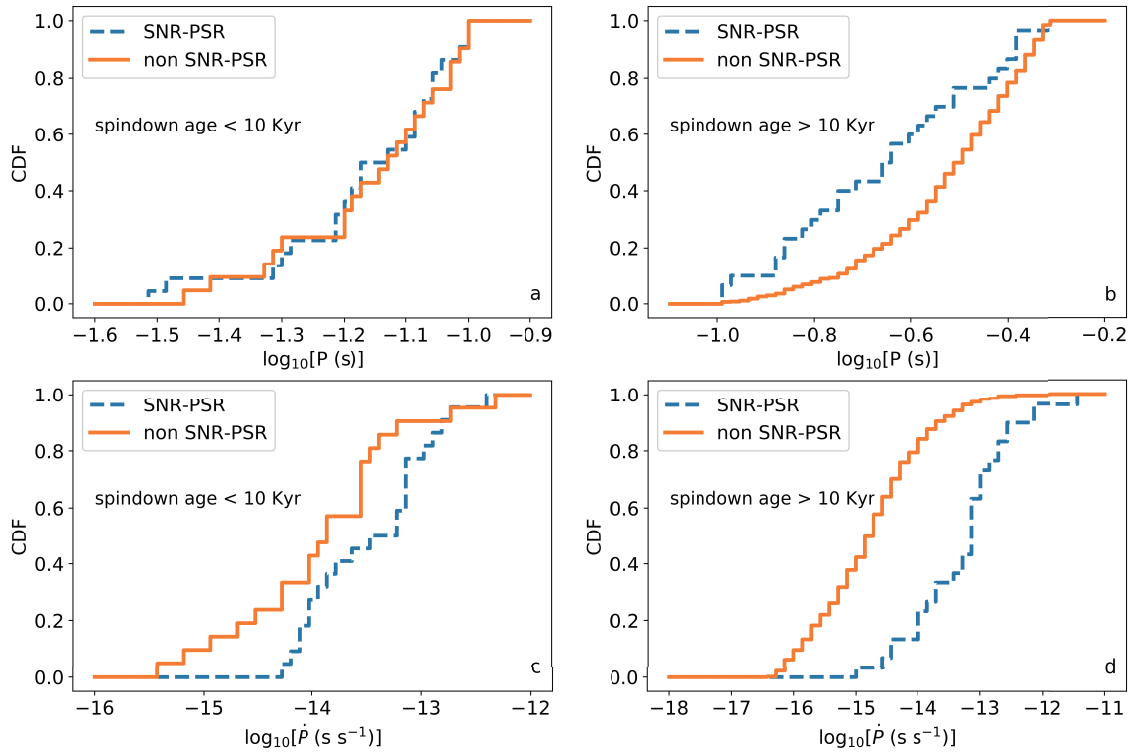 1.0
0.8
0.6
0.4
0.2
0.0
CDF
SNR-PSR
non SNR-PSR
spindown age < 10 Kyr
a
−1.6 −1.5 −1.4 −1.3 −1.2 −1.1 −1.0 −0.9
log₁₀[P (s)]
1.0
0.8
0.6
0.4
0.2
0.0
CDF
SNR-PSR
non SNR-PSR
spindown age > 10 Kyr
b
−1.0 −0.8 −0.6 −0.4 −0.2
log₁₀[P (s)]
1.0
0.8
0.6
0.4
0.2
0.0
CDF
SNR-PSR
non SNR-PSR
spindown age < 10 Kyr
c
−16 −15 −14 −13 −12
log₁₀[Ṗ (s s⁻¹)]
1.0
0.8
0.6
0.4
0.2
0.0
CDF
SNR-PSR
non SNR-PSR
spindown age > 10 Kyr
d
−18 −17 −16 −15 −14 −13 −12 −11
log₁₀[Ṗ (s s⁻¹)]